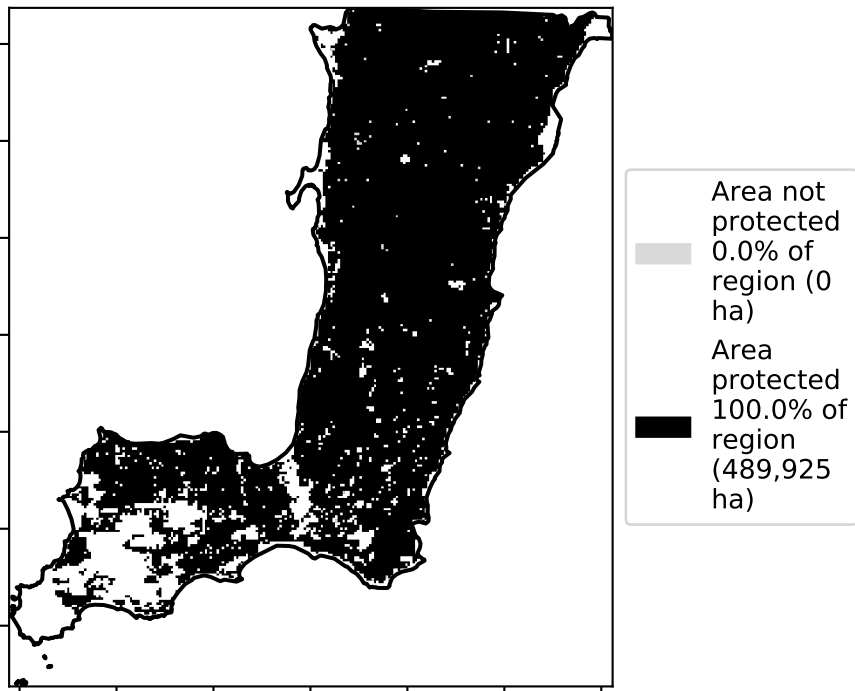 Area not
protected
0.0% of
region (0
ha)
Area
protected
100.0% of
region
(489,925
ha)